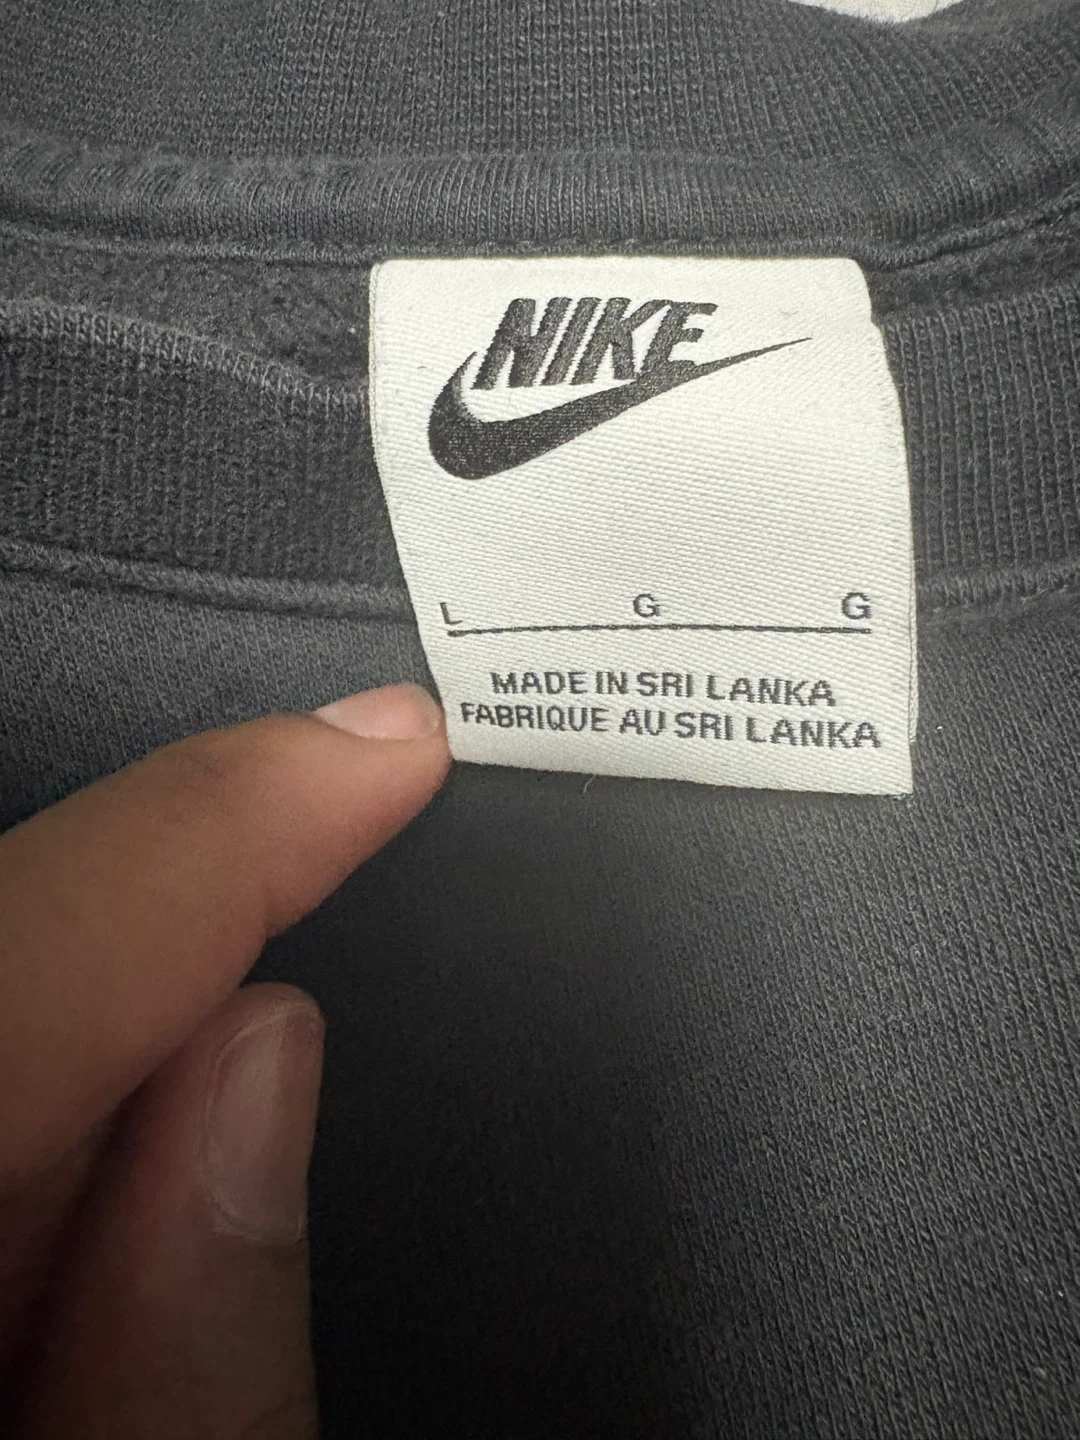 NIKE
L G G
MADE IN SRI LANKA
FABRIQUE AU SRI LANKA